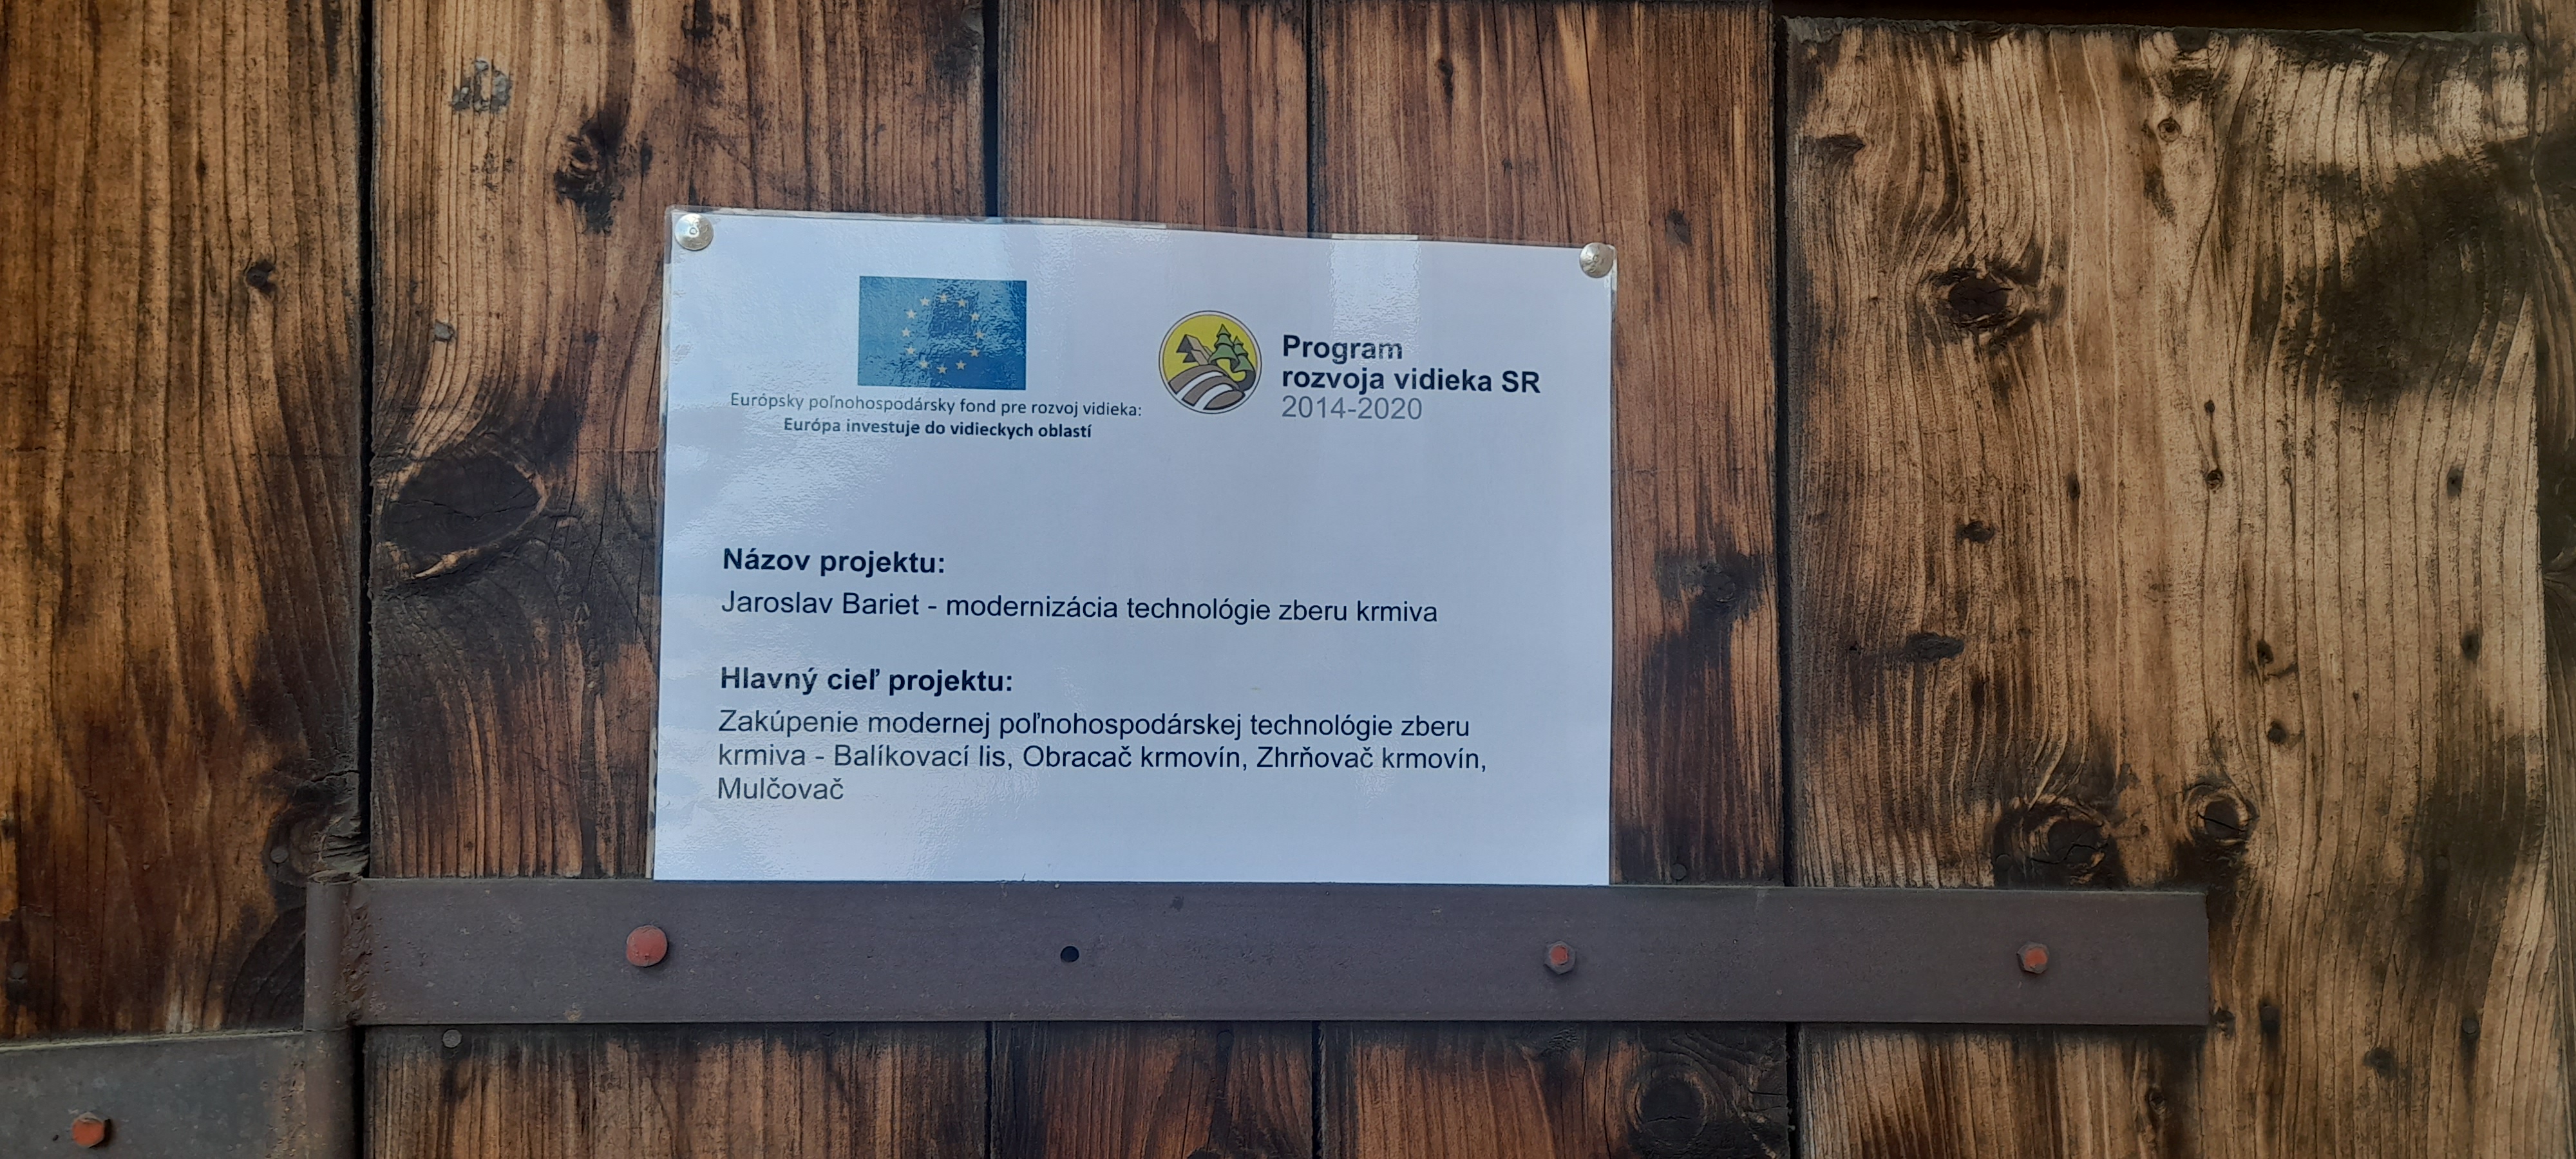 Európsky poľnohospodársky fond pre rozvoj vidieka:
Európa investuje do vidieckych oblastí
Program
rozvoja vidieka SR
2014-2020
Názov projektu:
Jaroslav Bariet - modernizácia technológie zberu krmiva
Hlavný cieľ projektu:
Zakúpenie modernej poľnohospodárskej technológie zberu
krmiva - Balíkovací lis, Obracač krmovín, Zhrňovač krmovín,
Mulčovač